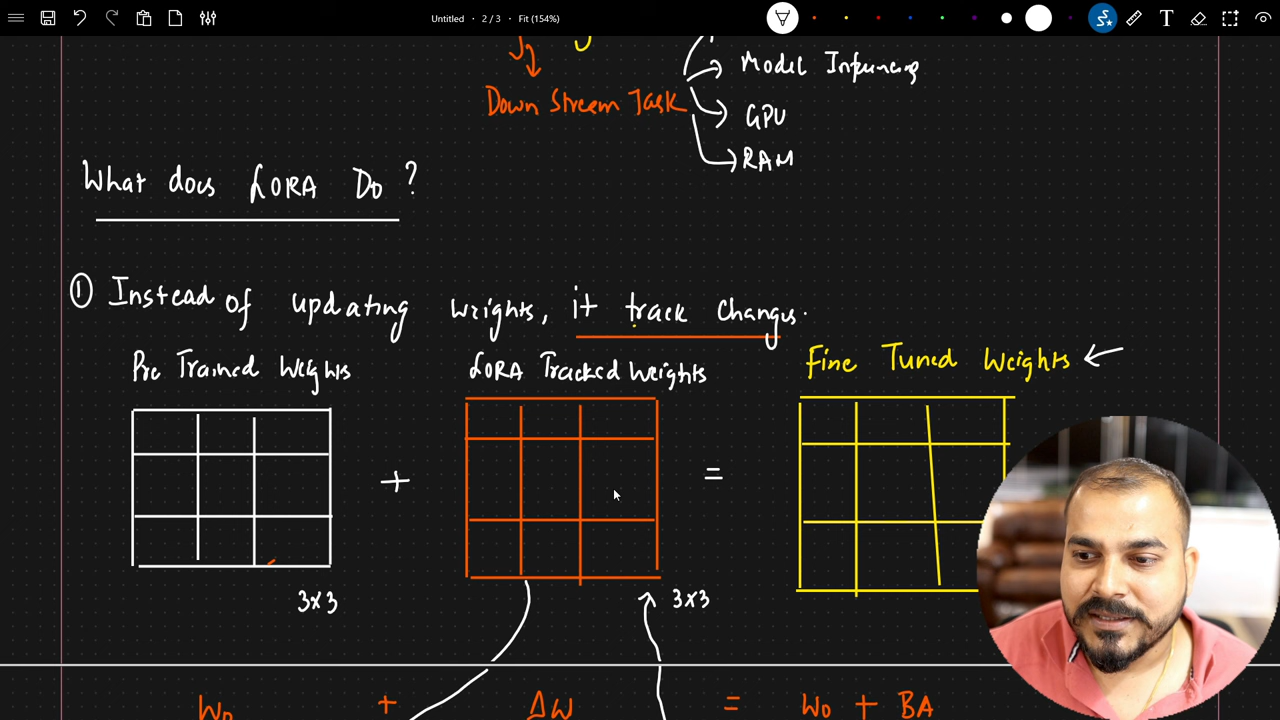 Untitled • 2 / 3 • Fit (154%)
Model Inferencing
Down Stream Task
GPU
RAM
What does LORA Do ?
① Instead of updating weights, it track changes.
Pre Trained Weights
LORA Tracked Weights
Fine Tuned Weights ←
+
=
3x3
3x3
W₀ + ΔW = W₀ + BA